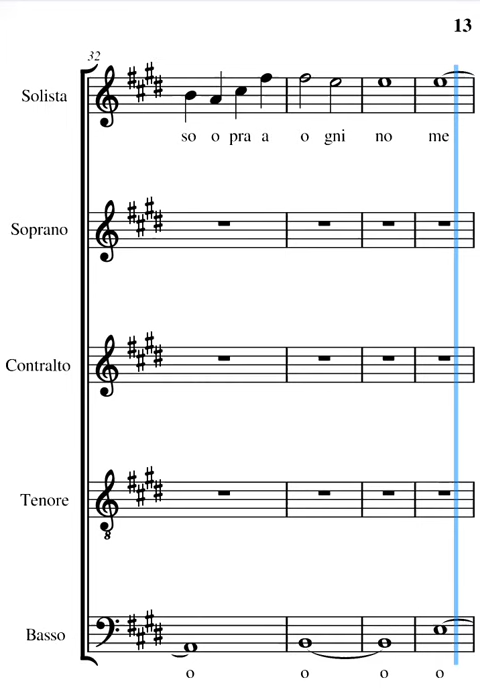 13
32
Solista
so o pra a o gni no me
Soprano
Contralto
Tenore
8
Basso
o o o o